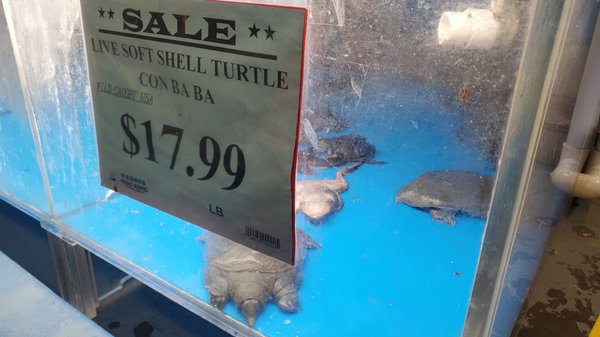 ★★ SALE ★★
LIVE SOFT SHELL TURTLE
CON BA BA
WILD CAUGHT USA
$17.99
LB